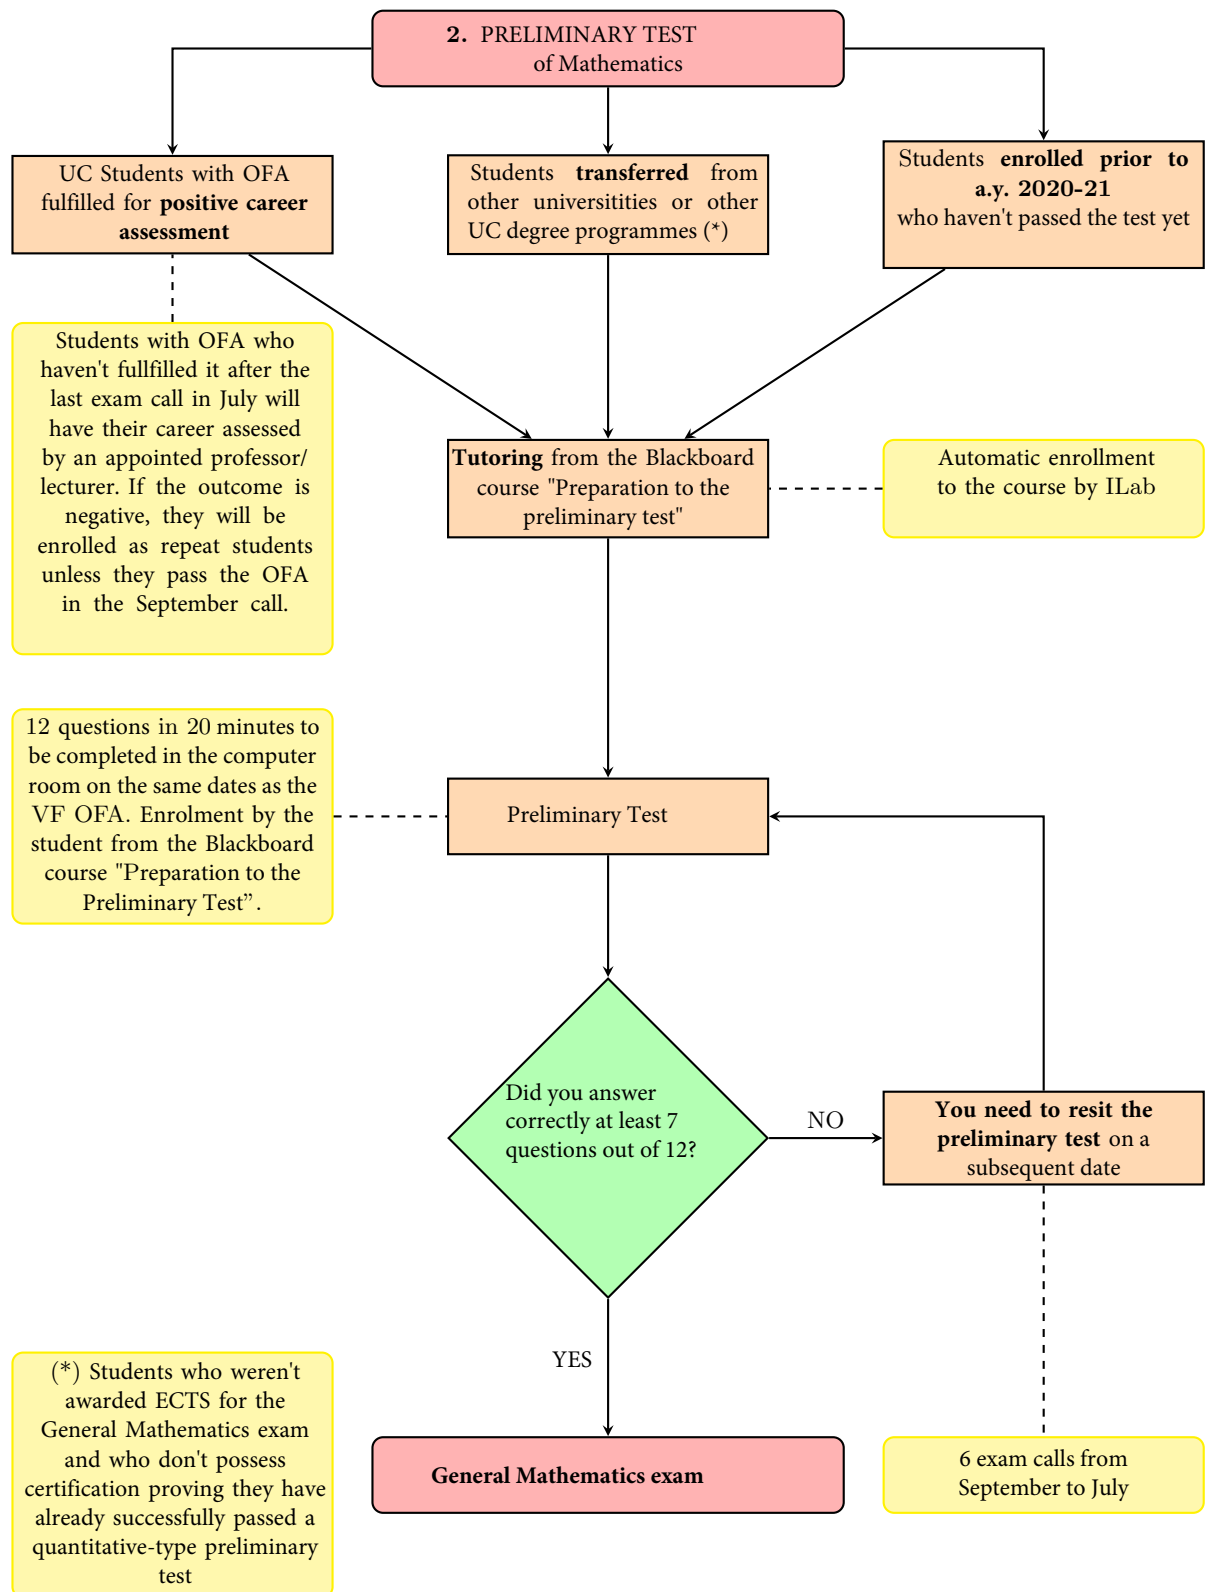 2. PRELIMINARY TEST
of Mathematics
UC Students with OFA
fulfilled for positive career
assessment
Students transferred from
other universitities or other
UC degree programmes (*)
Students enrolled prior to
a.y. 2020-21
who haven't passed the test yet
Students with OFA who
haven't fullfilled it after the
last exam call in July will
have their career assessed
by an appointed professor/
lecturer. If the outcome is
negative, they will be
enrolled as repeat students
unless they pass the OFA
in the September call.
Tutoring from the Blackboard
course "Preparation to the
preliminary test"
Automatic enrollment
to the course by ILab
12 questions in 20 minutes to
be completed in the computer
room on the same dates as the
VF OFA. Enrolment by the
student from the Blackboard
course "Preparation to the
Preliminary Test”.
Preliminary Test
Did you answer
correctly at least 7
questions out of 12?
NO
You need to resit the
preliminary test on a
subsequent date
YES
(*) Students who weren't
awarded ECTS for the
General Mathematics exam
and who don't possess
certification proving they have
already successfully passed a
quantitative-type preliminary
test
General Mathematics exam
6 exam calls from
September to July